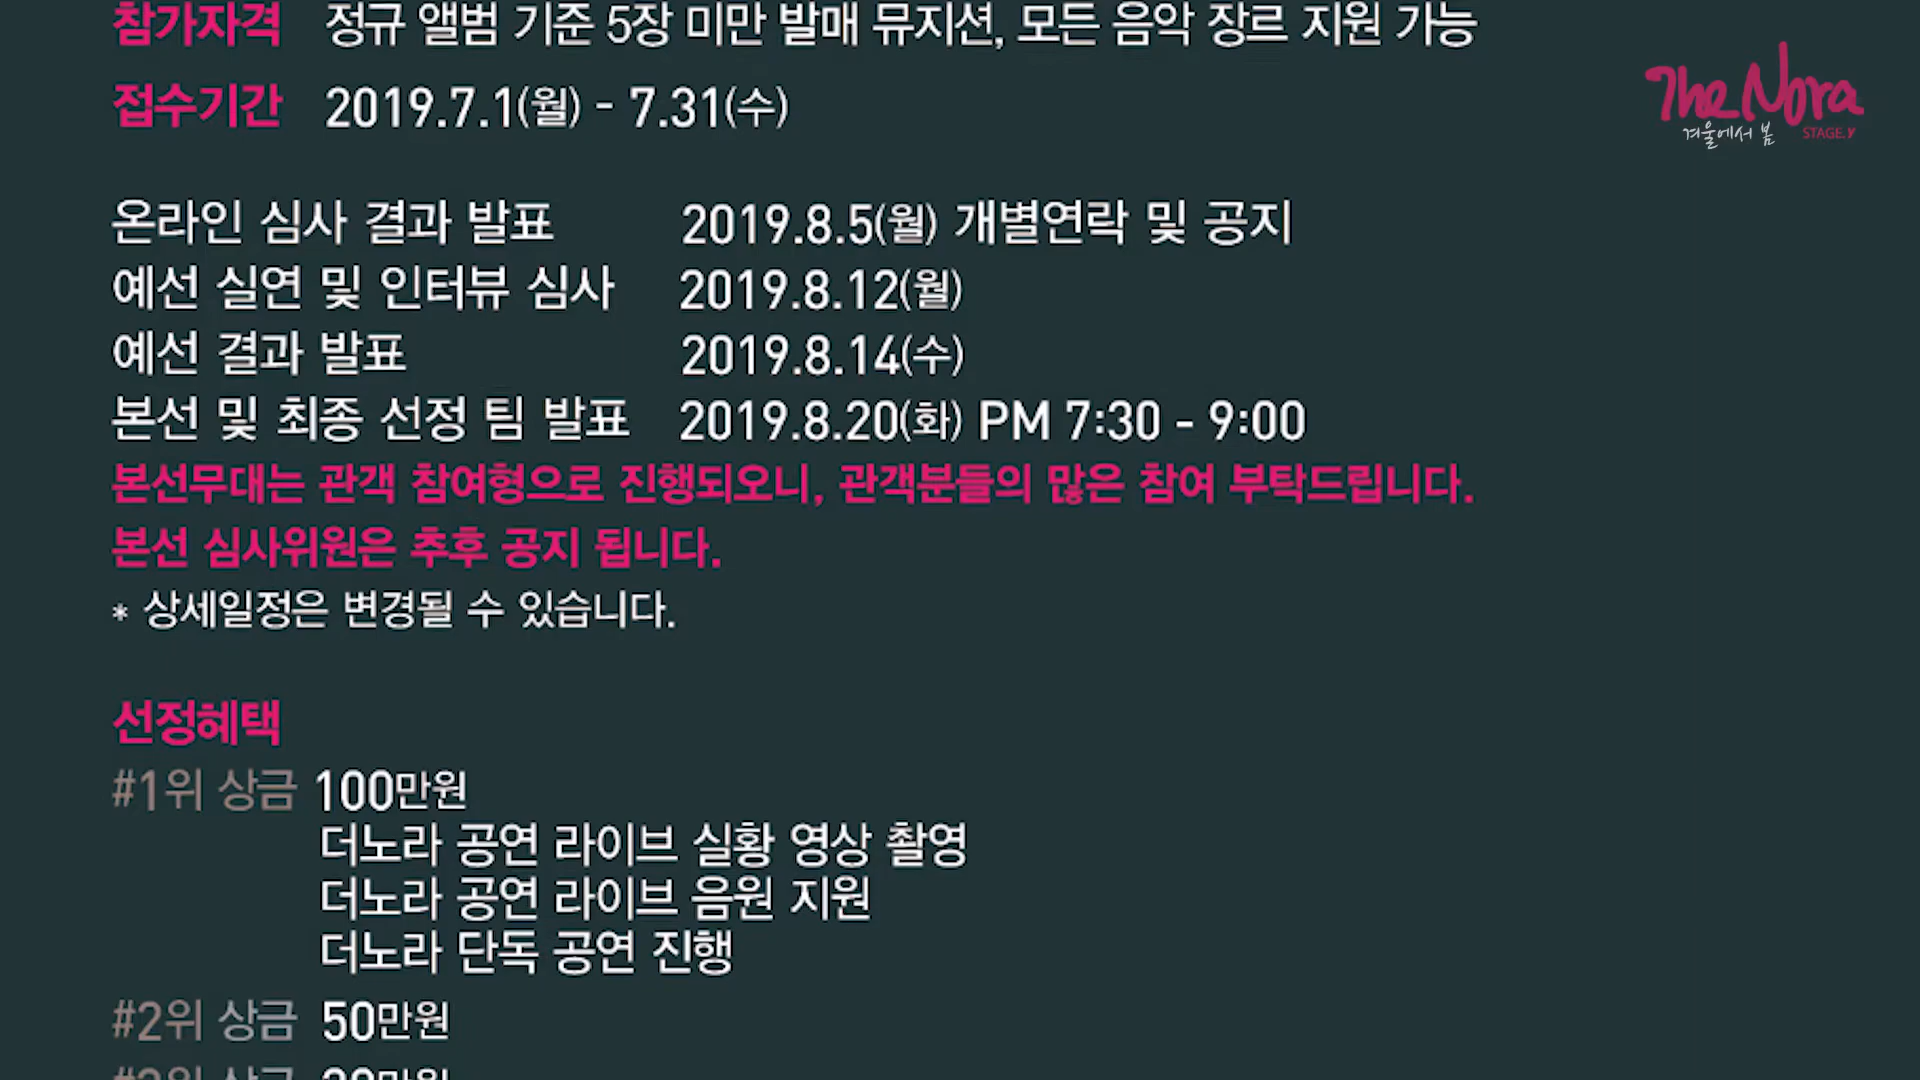 참가자격 정규 앨범 기준 5장 미만 발매 뮤지션, 모든 음악 장르 지원 가능
The Nora
겨울에서 봄 STAGE.y
접수기간 2019.7.1(월) - 7.31(수)
온라인 심사 결과 발표 2019.8.5(월) 개별연락 및 공지
예선 실연 및 인터뷰 심사 2019.8.12(월)
예선 결과 발표 2019.8.14(수)
본선 및 최종 선정 팀 발표 2019.8.20(화) PM 7:30 - 9:00
본선무대는 관객 참여형으로 진행되오니, 관객분들의 많은 참여 부탁드립니다.
본선 심사위원은 추후 공지 됩니다.
* 상세일정은 변경될 수 있습니다.
선정혜택
#1위 상금 100만원
더노라 공연 라이브 실황 영상 촬영
더노라 공연 라이브 음원 지원
더노라 단독 공연 진행
#2위 상금 50만원